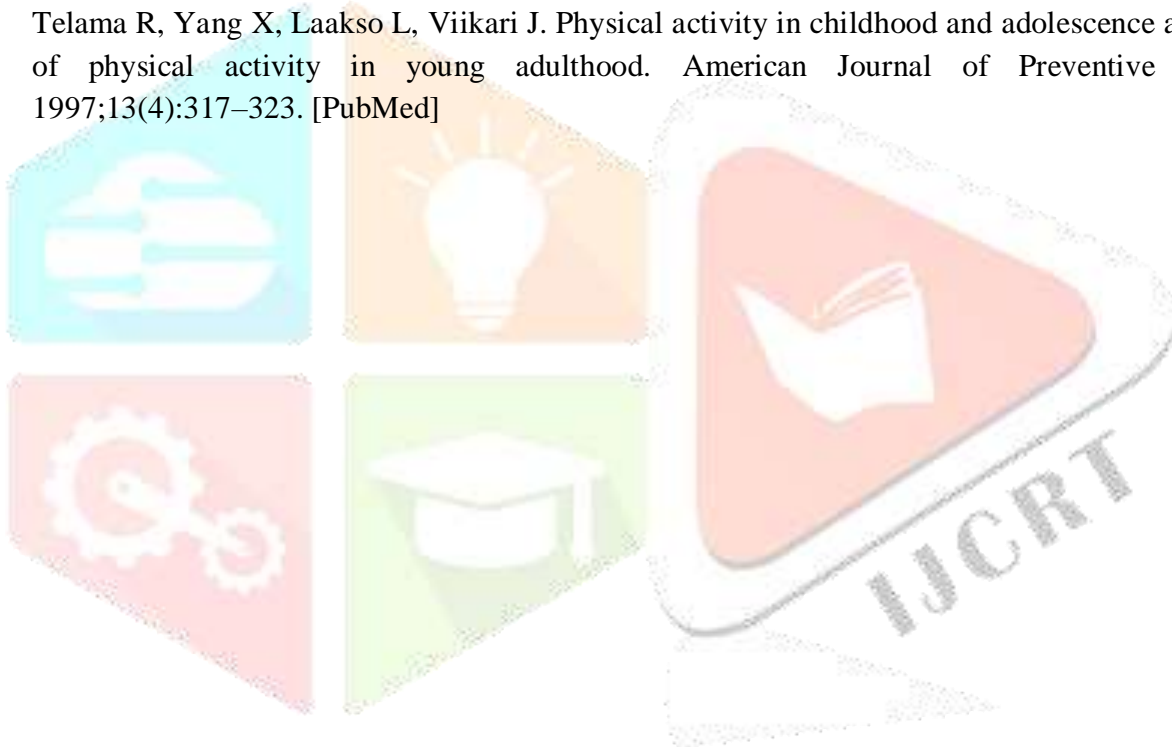 Telama R, Yang X, Laakso L, Viikari J. Physical activity in childhood and adolescence a
of physical activity in young adulthood. American Journal of Preventive
1997;13(4):317–323. [PubMed]
IJCRT